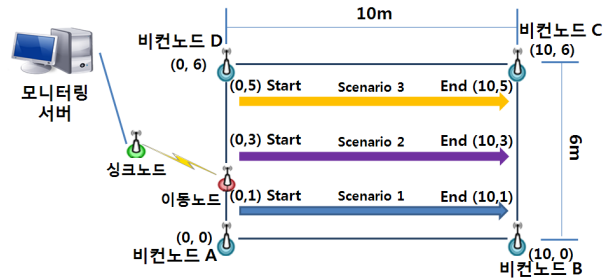 10m
비컨노드 D
비컨노드 C
(0, 6)
(10, 6)
모니터링
서버
(0,5) Start
Scenario 3
End (10,5)
(0,3) Start
Scenario 2
End (10,3)
6m
싱크노드
이동노드
(0,1) Start
Scenario 1
End (10,1)
(0, 0)
(10, 0)
비컨노드 A
비컨노드 B